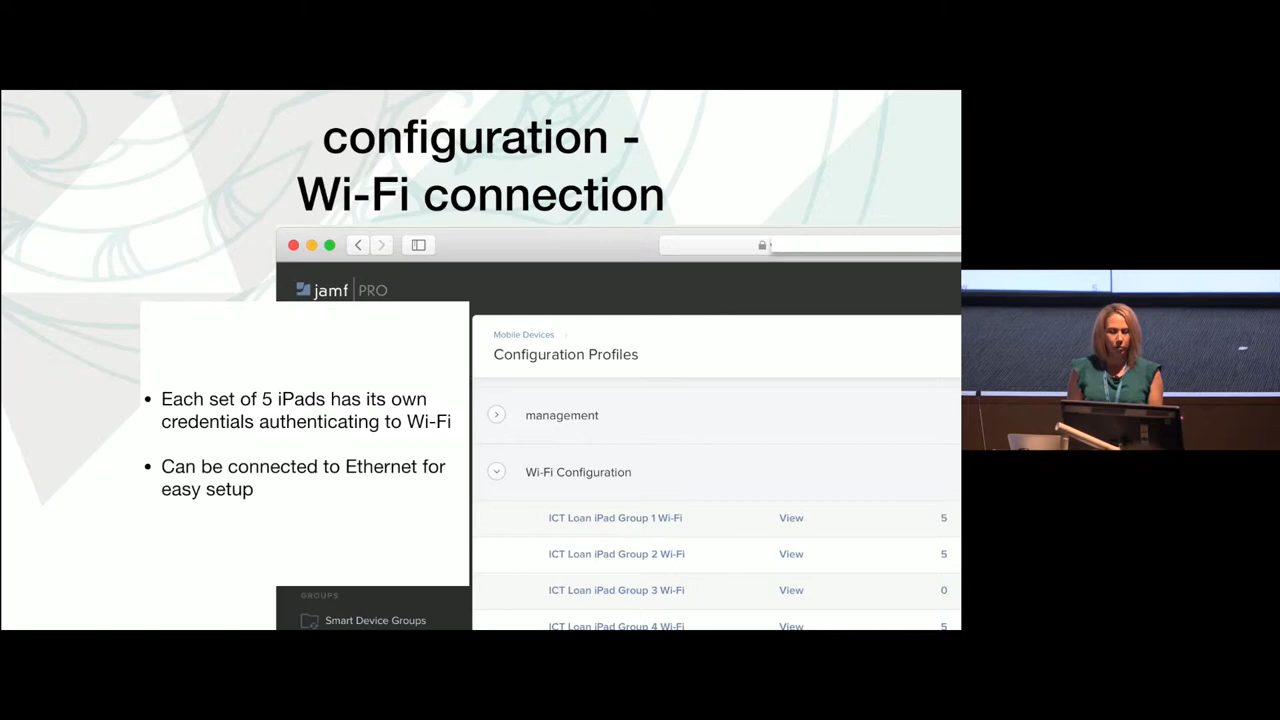 configuration -
Wi-Fi connection
jamf PRO
Mobile Devices
Configuration Profiles
• Each set of 5 iPads has its own
credentials authenticating to Wi-Fi
• Can be connected to Ethernet for
easy setup
management
Wi-Fi Configuration
ICT Loan iPad Group 1 Wi-Fi View 5
ICT Loan iPad Group 2 Wi-Fi View 5
ICT Loan iPad Group 3 Wi-Fi View 0
ICT Loan iPad Group 4 Wi-Fi View 5
GROUPS
Smart Device Groups
5